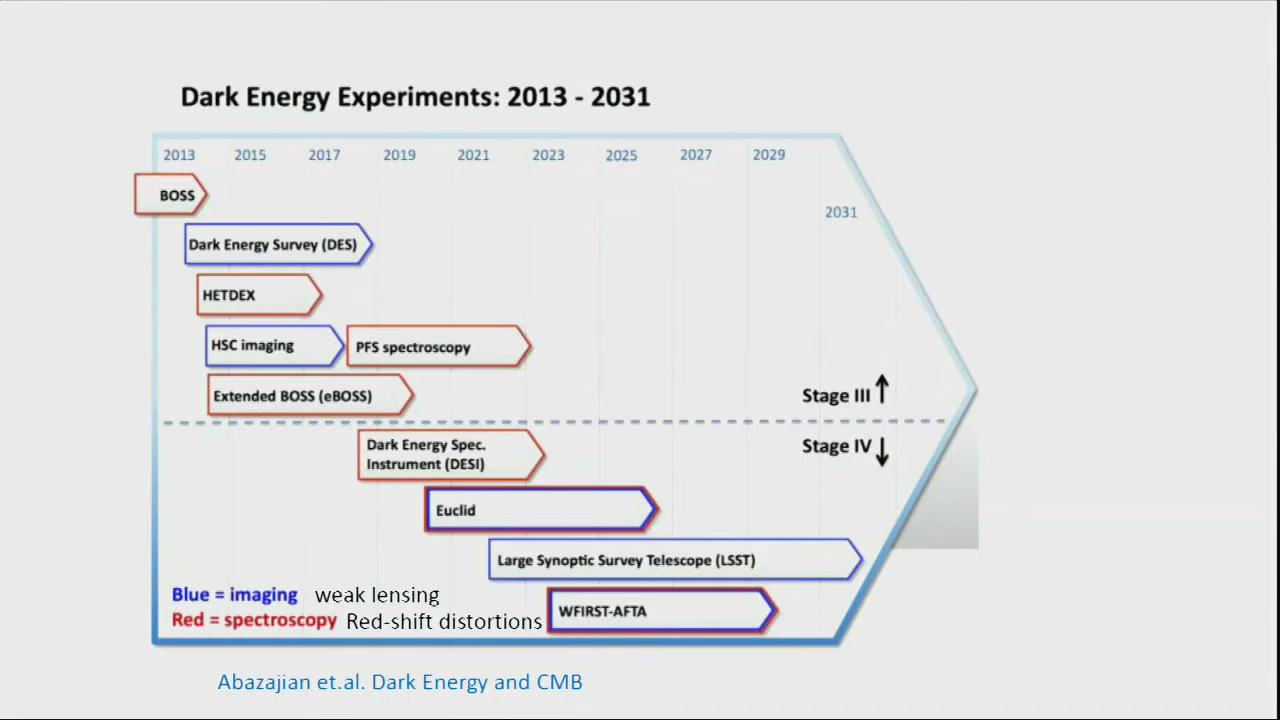 Dark Energy Experiments: 2013 - 2031
2013 2015 2017 2019 2021 2023 2025 2027 2029
2031
BOSS
Dark Energy Survey (DES)
HETDEX
HSC imaging
PFS spectroscopy
Extended BOSS (eBOSS)
Stage III
Stage IV
Dark Energy Spec.
Instrument (DESI)
Euclid
Large Synoptic Survey Telescope (LSST)
WFIRST-AFTA
Blue = imaging weak lensing
Red = spectroscopy Red-shift distortions
Abazajian et.al. Dark Energy and CMB